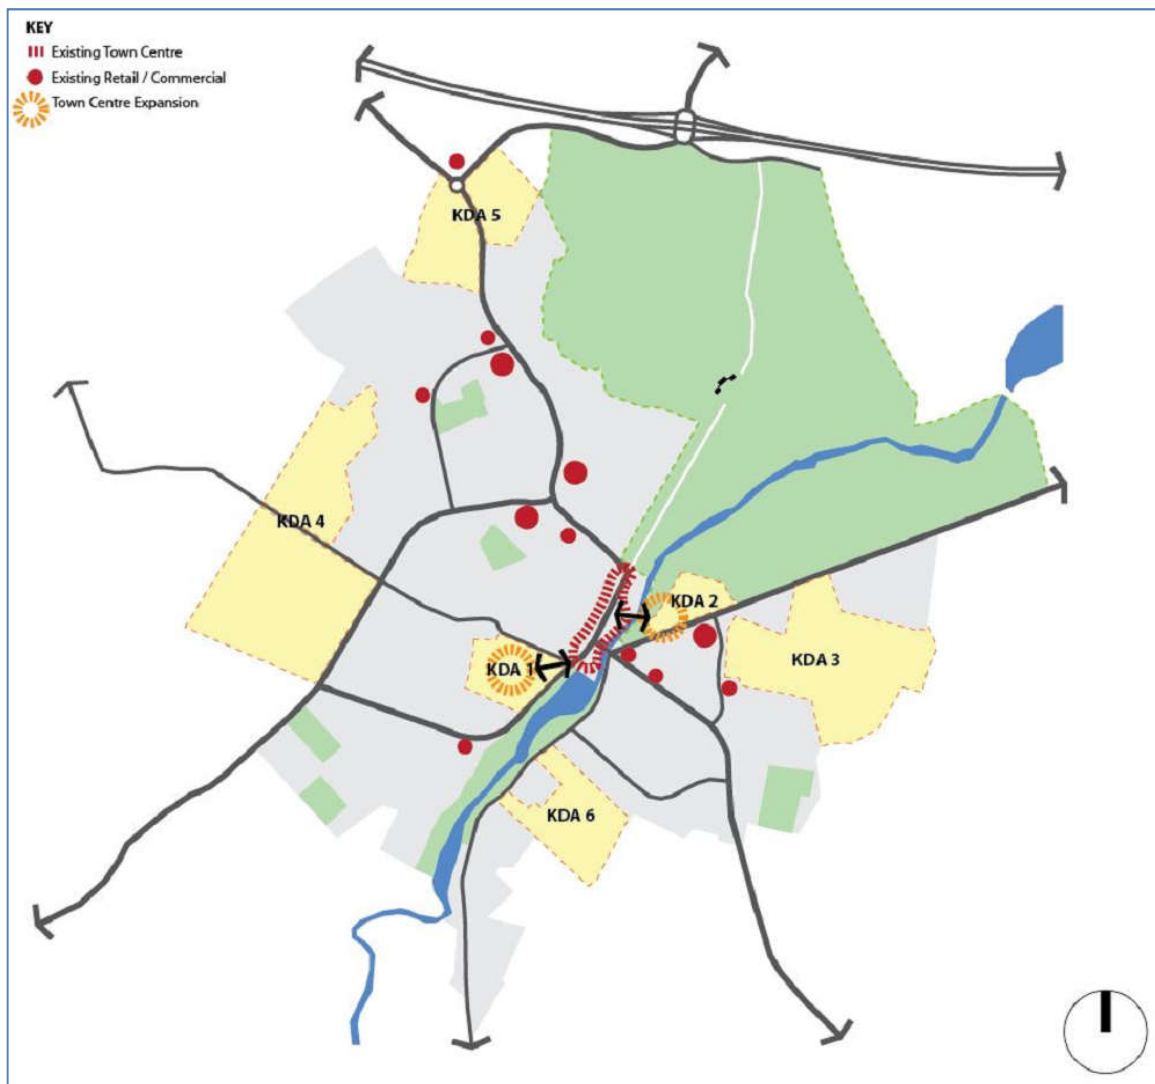 KEY
Existing Town Centre
Existing Retail / Commercial
Town Centre Expansion
KDA 5
KDA 4
KDA 2
KDA 1
KDA 3
KDA 6